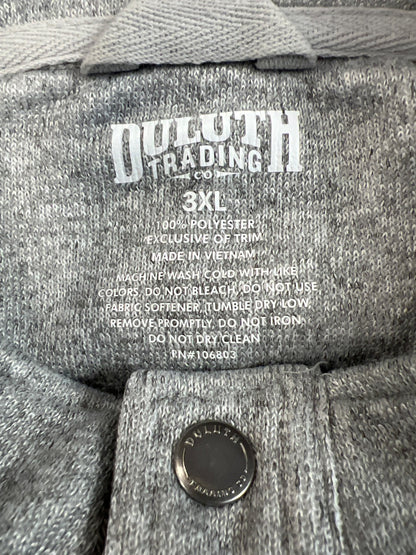 DULUTH
TRADING
CO
3XL
100% POLYESTER
EXCLUSIVE OF TRIM
MADE IN VIETNAM
MACHINE WASH COLD WITH LIKE
COLORS, DO NOT BLEACH, DO NOT USE
FABRIC SOFTENER, TUMBLE DRY LOW,
REMOVE PROMPTLY, DO NOT IRON,
DO NOT DRY CLEAN
RN#106803
DULUTH
TRADING CO